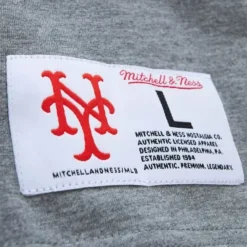 Mitchell & Ness
NY
L
MITCHELL & NESS NOSTALGIA CO.
AUTHENTIC LICENSED APPAREL
DESIGNED IN PHILADELPHIA, PA.
ESTABLISHED 1904
AUTHENTIC. PREMIUM. LEGENDARY.
MITCHELLANDNESS/MLB